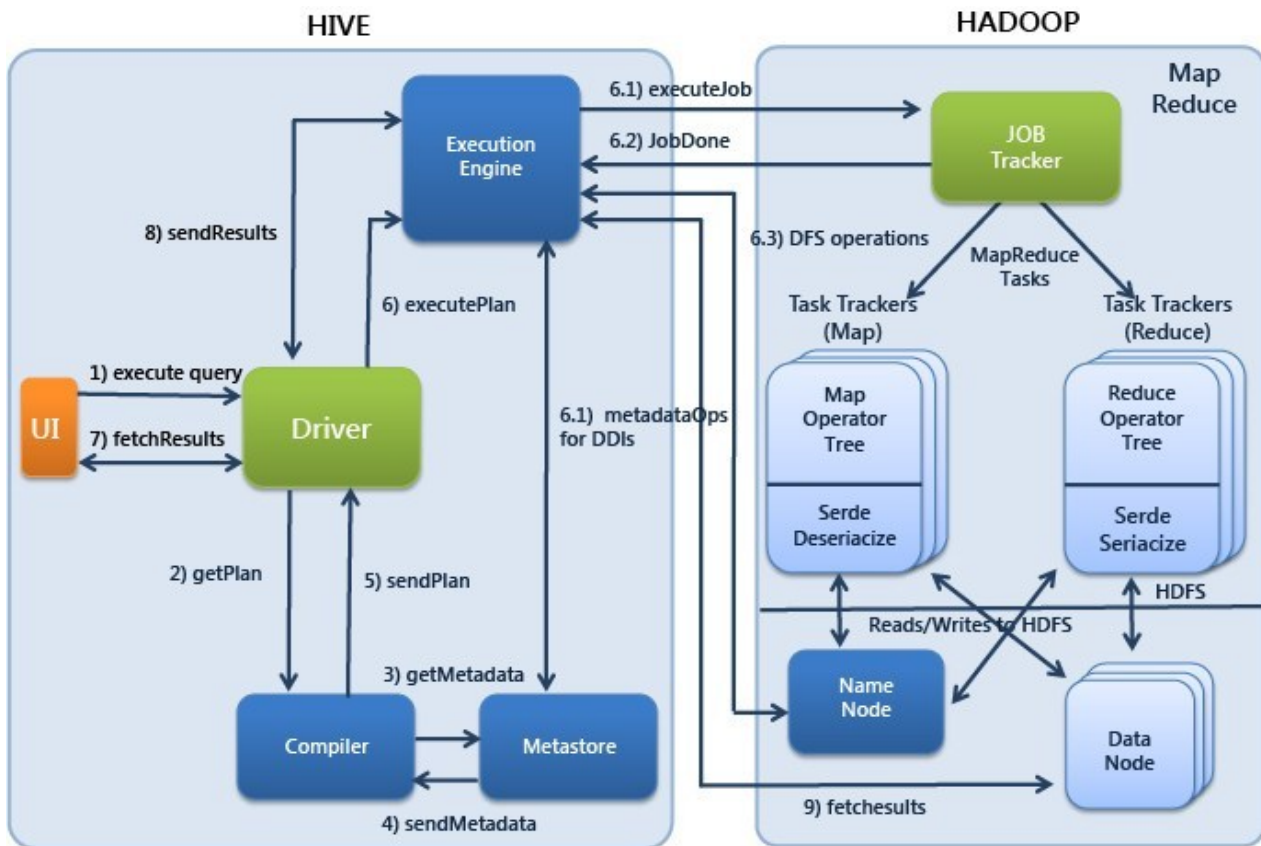 HIVE
HADOOP
Map
Reduce
Execution
Engine
6.1) executeJob
6.2) JobDone
JOB
Tracker
8) sendResults
6.3) DFS operations
MapReduce
Tasks
6) executePlan
Task Trackers
(Map)
Task Trackers
(Reduce)
1) execute query
UI
7) fetchResults
Driver
6.1) metadataOps
for DDIs
Map
Operator
Tree
Serde
Deseriacize
Reduce
Operator
Tree
Serde
Seriacize
2) getPlan
5) sendPlan
HDFS
Reads/Writes to HDFS
3) getMetadata
Name
Node
Compiler
Metastore
Data
Node
4) sendMetadata
9) fetchesults